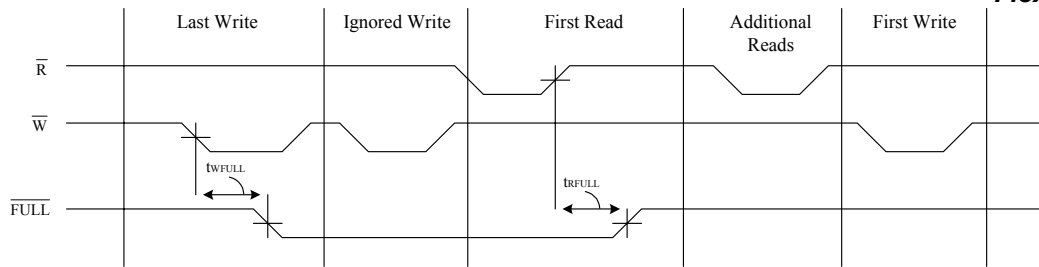 Last Write
Ignored Write
First Read
Additional
Reads
First Write
R
W
tWFULL
tRFULL
FULL